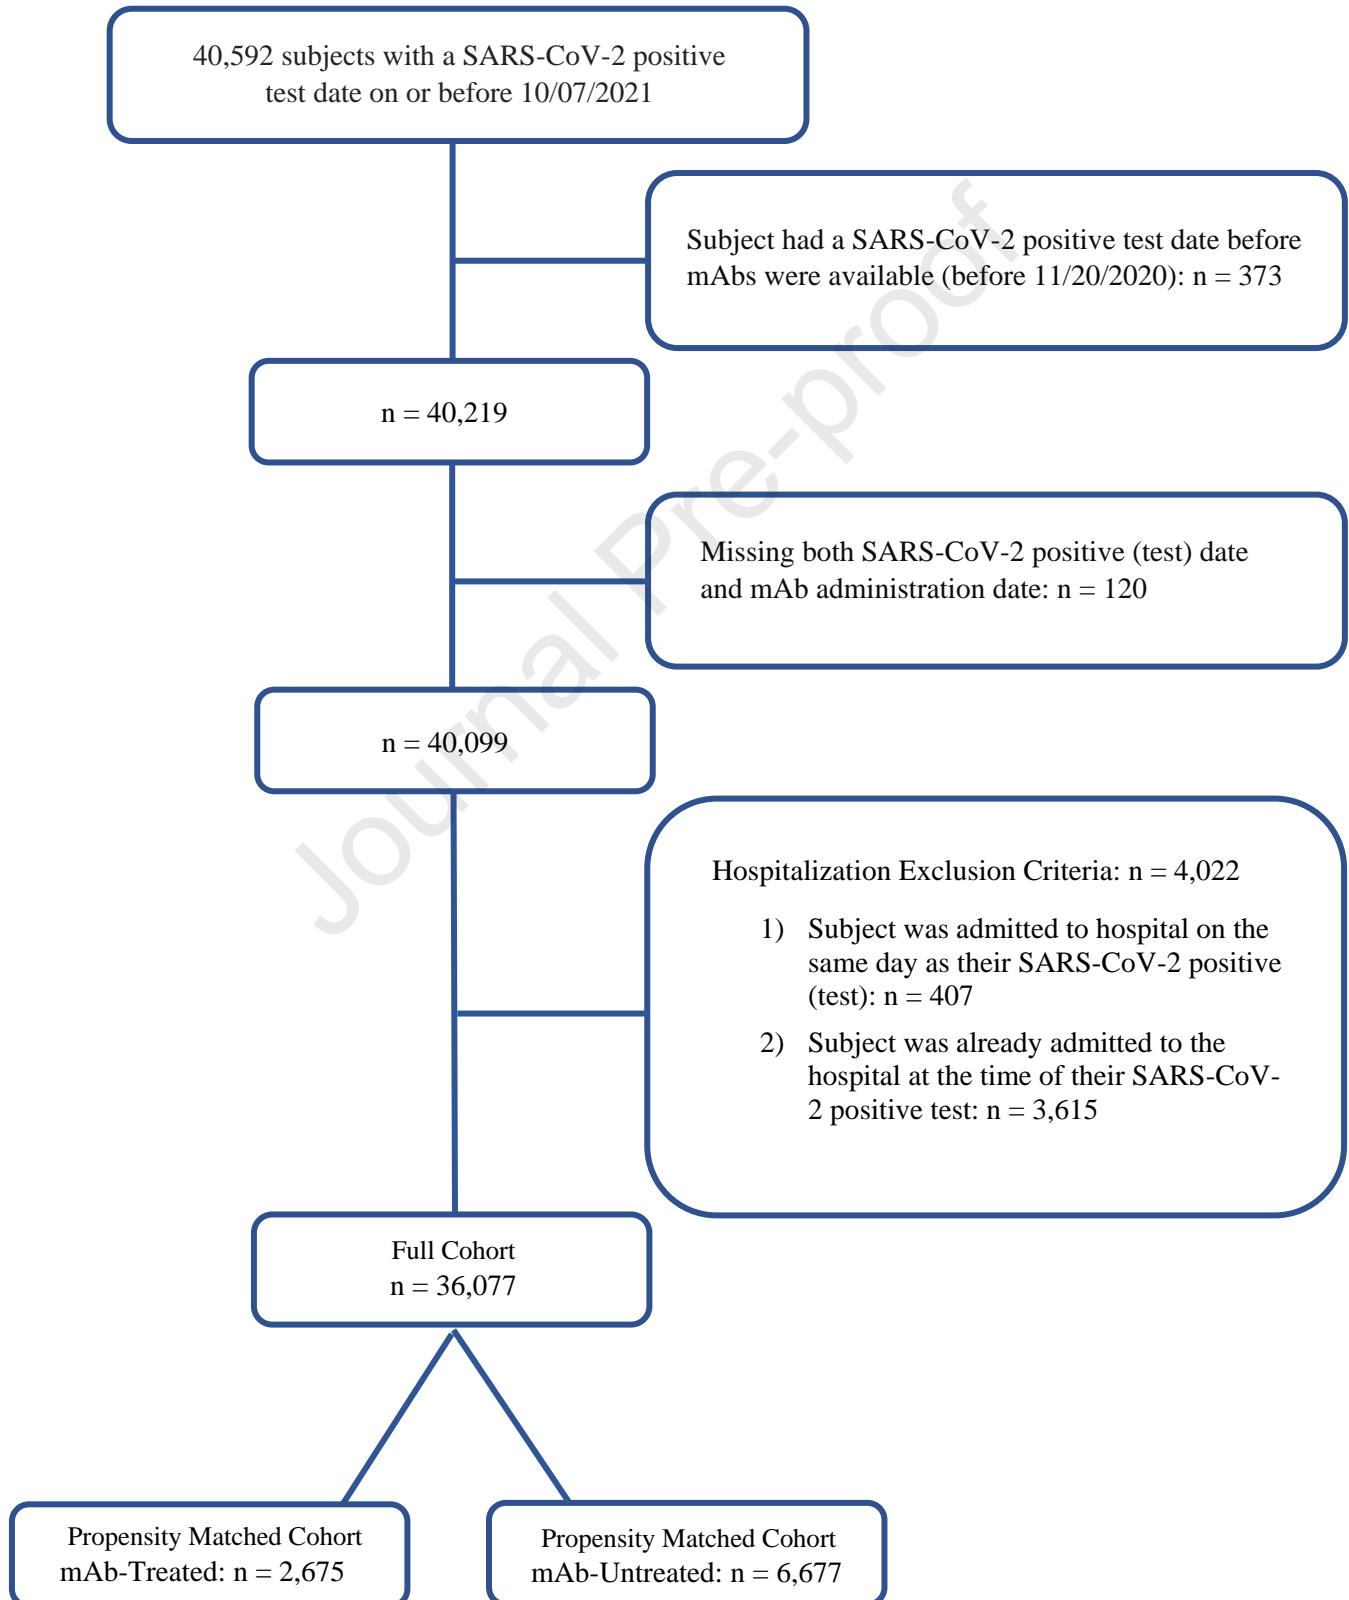 40,592 subjects with a SARS-CoV-2 positive
test date on or before 10/07/2021
Subject had a SARS-CoV-2 positive test date before
mAbs were available (before 11/20/2020): n = 373
n = 40,219
Missing both SARS-CoV-2 positive (test) date
and mAb administration date: n = 120
n = 40,099
Hospitalization Exclusion Criteria: n = 4,022
1) Subject was admitted to hospital on the
same day as their SARS-CoV-2 positive
(test): n = 407
2) Subject was already admitted to the
hospital at the time of their SARS-CoV-
2 positive test: n = 3,615
Full Cohort
n = 36,077
Propensity Matched Cohort
mAb-Treated: n = 2,675
Propensity Matched Cohort
mAb-Untreated: n = 6,677
Journal Pre-proof